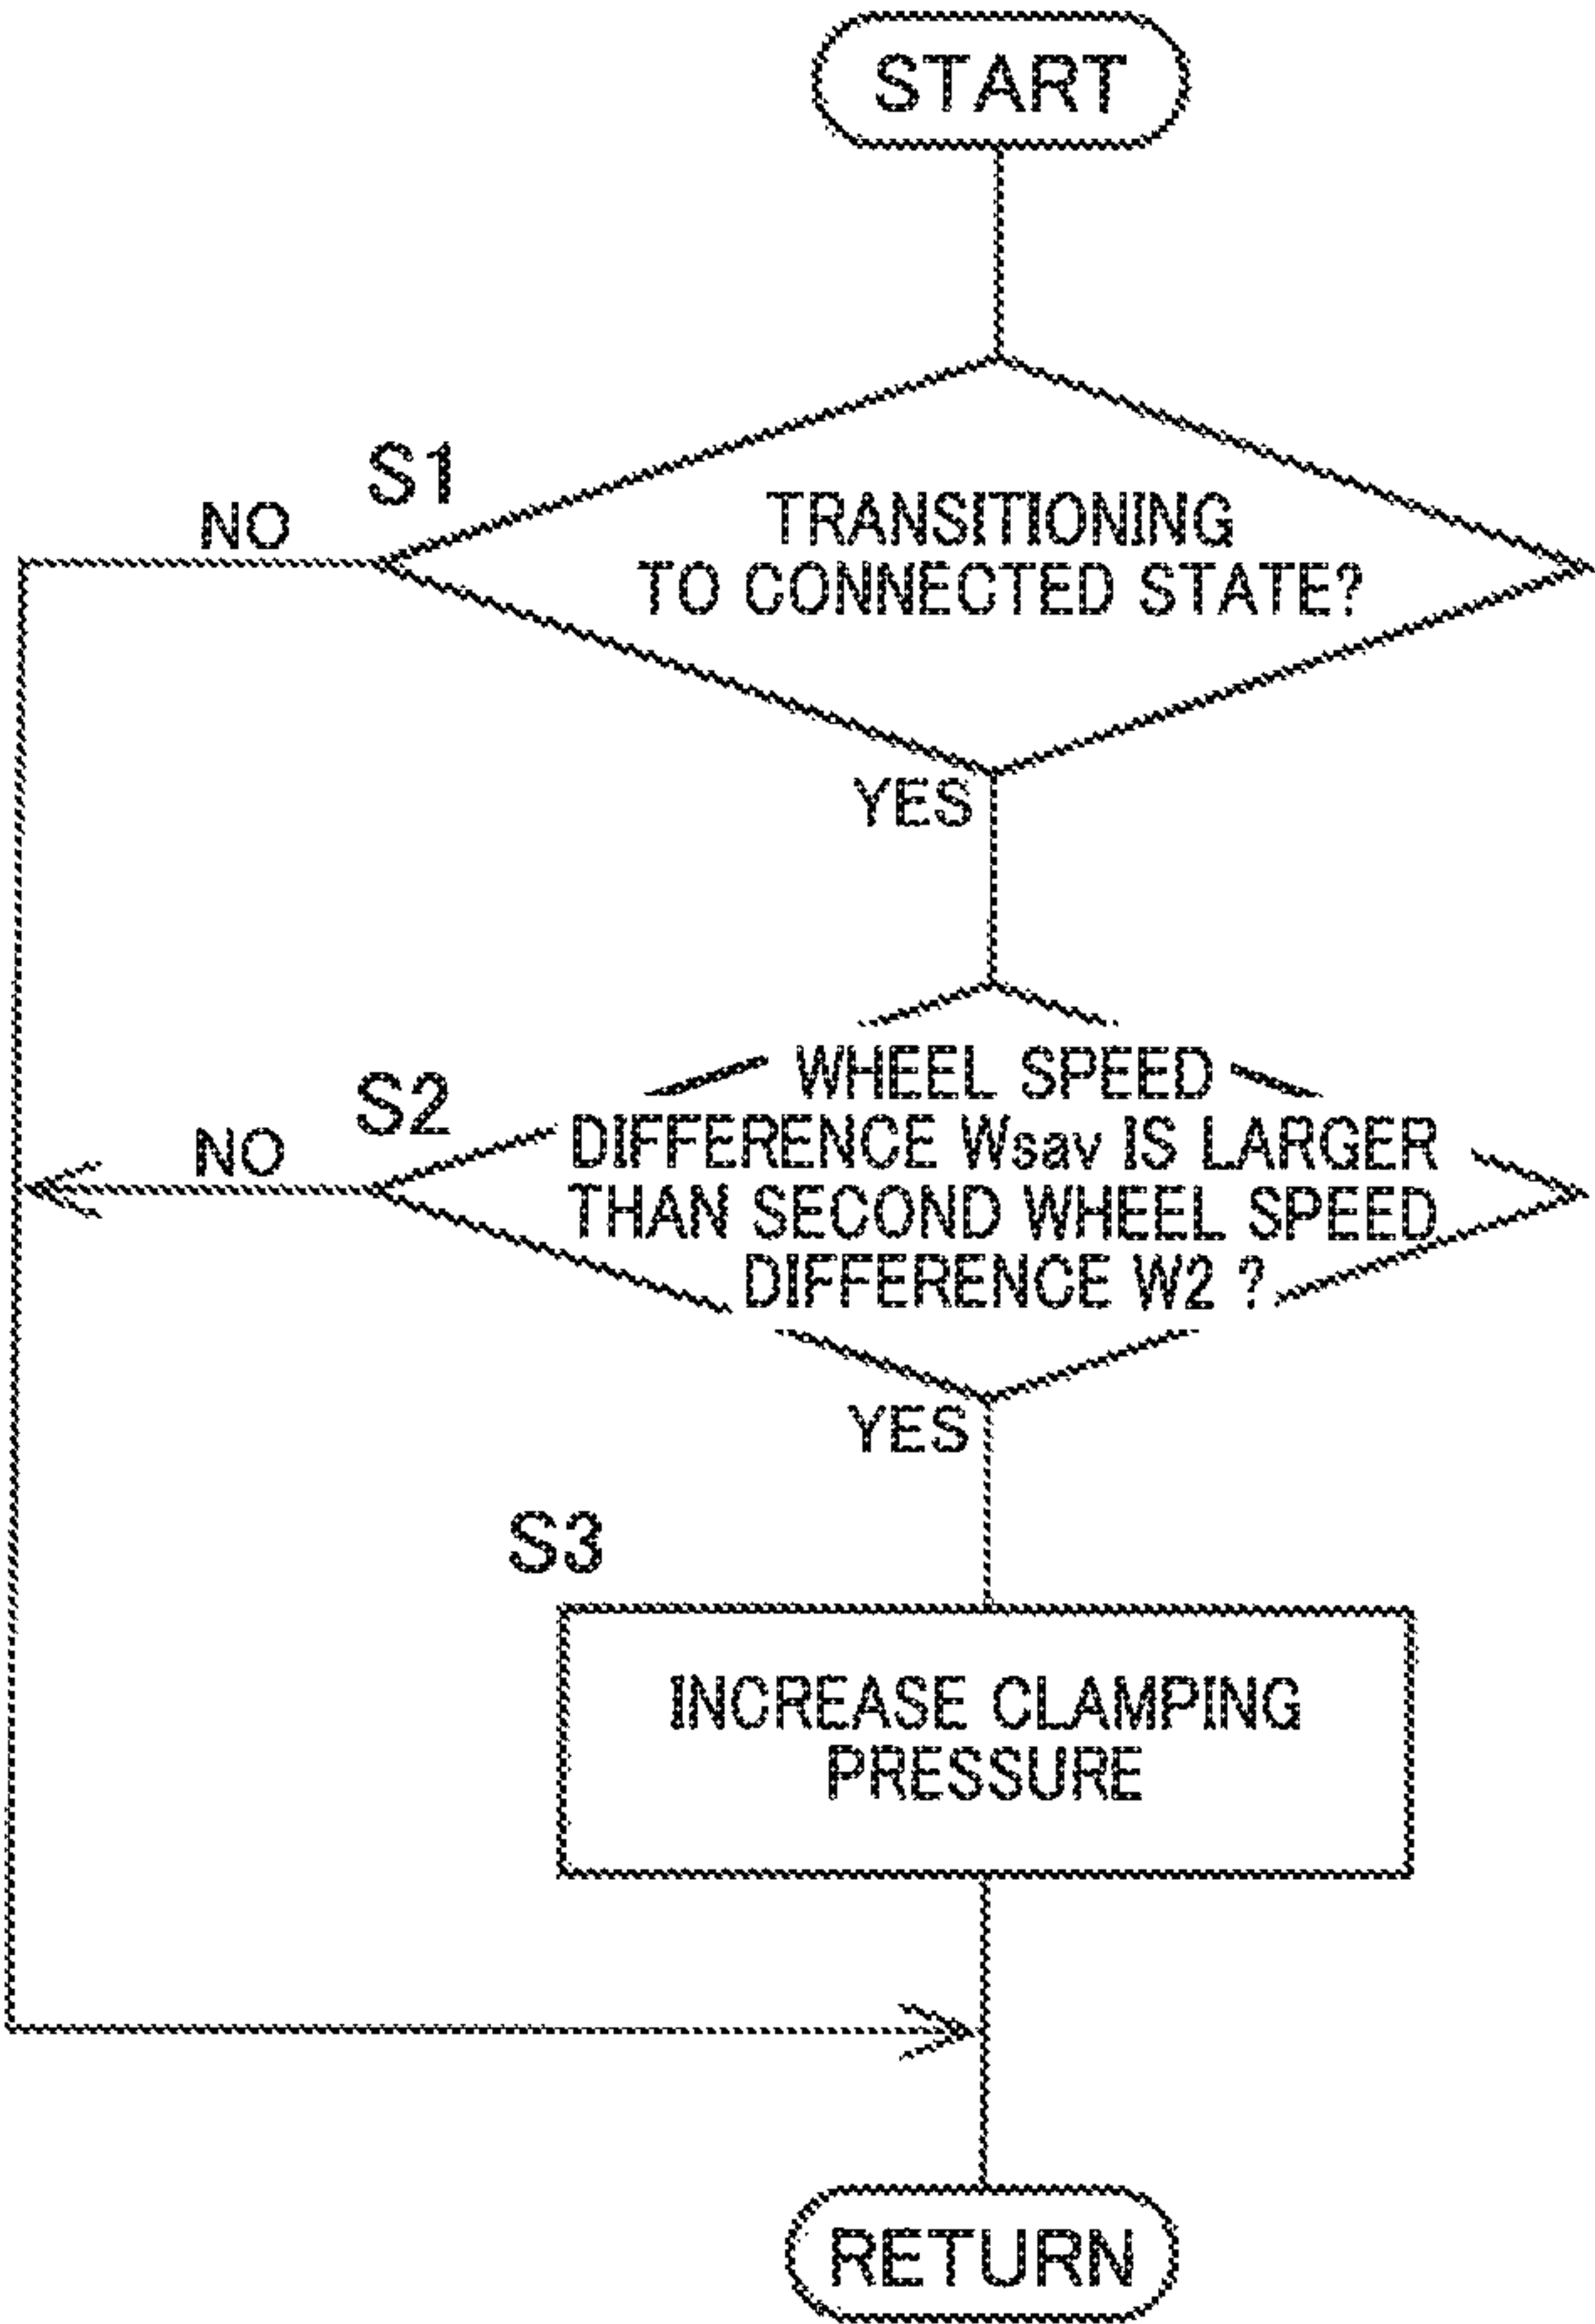 START
S1
NO
TRANSITIONING
TO CONNECTED STATE?
YES
S2
NO
WHEEL SPEED
DIFFERENCE Wsav IS LARGER
THAN SECOND WHEEL SPEED
DIFFERENCE W2 ?
YES
S3
INCREASE CLAMPING
PRESSURE
RETURN